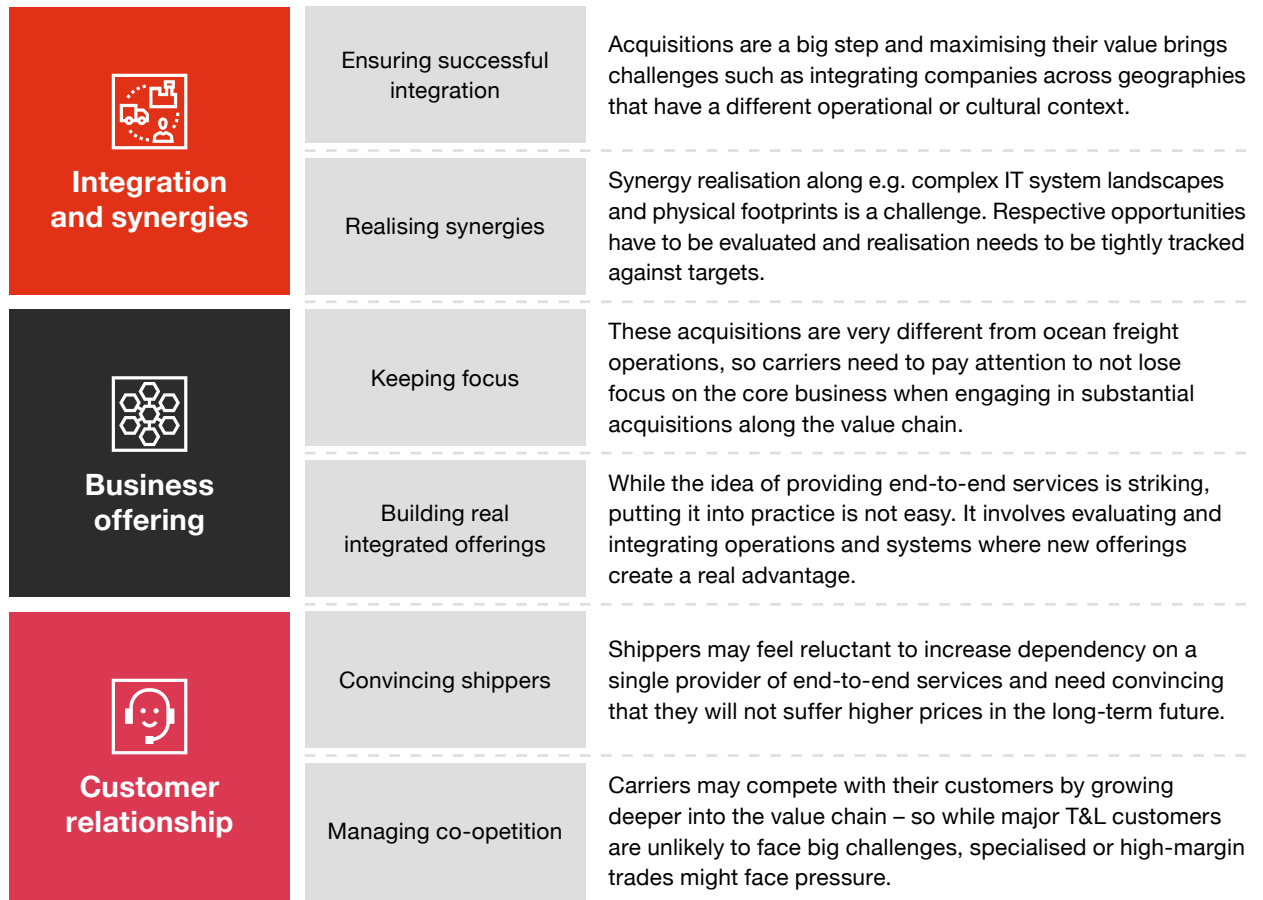 Integration
and synergies
Ensuring successful
integration
Acquisitions are a big step and maximising their value brings
challenges such as integrating companies across geographies
that have a different operational or cultural context.
Realising synergies
Synergy realisation along e.g. complex IT system landscapes
and physical footprints is a challenge. Respective opportunities
have to be evaluated and realisation needs to be tightly tracked
against targets.
Business
offering
Keeping focus
These acquisitions are very different from ocean freight
operations, so carriers need to pay attention to not lose
focus on the core business when engaging in substantial
acquisitions along the value chain.
Building real
integrated offerings
While the idea of providing end-to-end services is striking,
putting it into practice is not easy. It involves evaluating and
integrating operations and systems where new offerings
create a real advantage.
Customer
relationship
Convincing shippers
Shippers may feel reluctant to increase dependency on a
single provider of end-to-end services and need convincing
that they will not suffer higher prices in the long-term future.
Managing co-opetition
Carriers may compete with their customers by growing
deeper into the value chain – so while major T&L customers
are unlikely to face big challenges, specialised or high-margin
trades might face pressure.